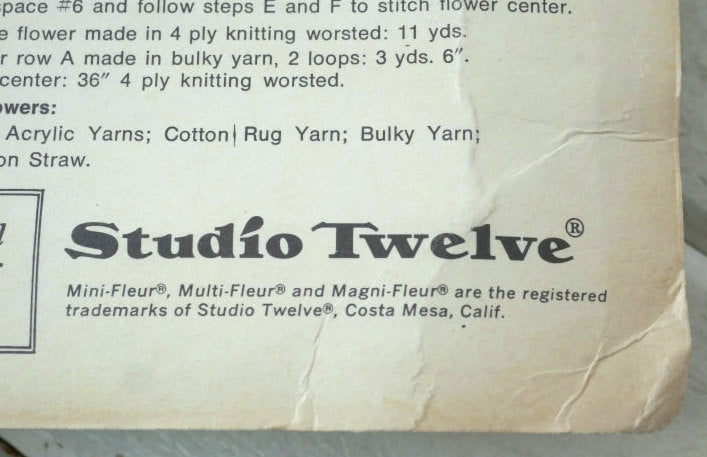 space #6 and follow steps E and F to stitch flower center.
e flower made in 4 ply knitting worsted: 11 yds.
r row A made in bulky yarn, 2 loops: 3 yds. 6″.
center: 36″ 4 ply knitting worsted.
owers:
Acrylic Yarns; Cotton Rug Yarn; Bulky Yarn;
on Straw.
Studio Twelve®
Mini-Fleur®, Multi-Fleur® and Magni-Fleur® are the registered
trademarks of Studio Twelve®, Costa Mesa, Calif.